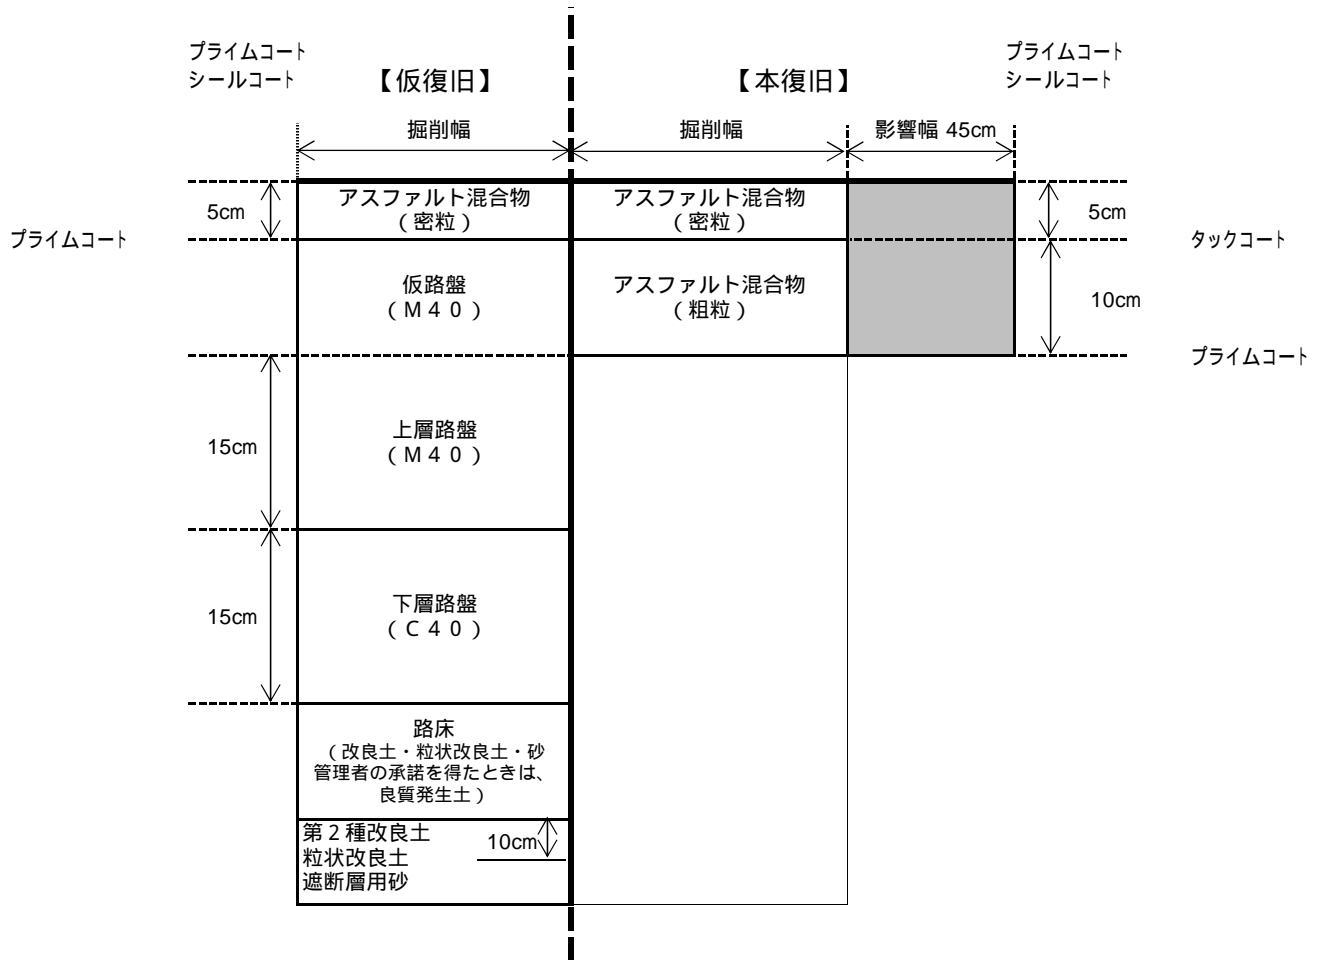 プライムコート
シールコート
【仮復旧】
【本復旧】
プライムコート
シールコート
掘削幅
掘削幅
影響幅 45cm
5cm
アスファルト混合物
（密粒）
アスファルト混合物
（密粒）
5cm
プライムコート
タックコート
仮路盤
（Ｍ４０）
アスファルト混合物
（粗粒）
10cm
プライムコート
15cm
上層路盤
（Ｍ４０）
15cm
下層路盤
（Ｃ４０）
路床
（改良土・粒状改良土・砂
管理者の承諾を得たときは、
良質発生土）
第２種改良土
粒状改良土
遮断層用砂
10cm